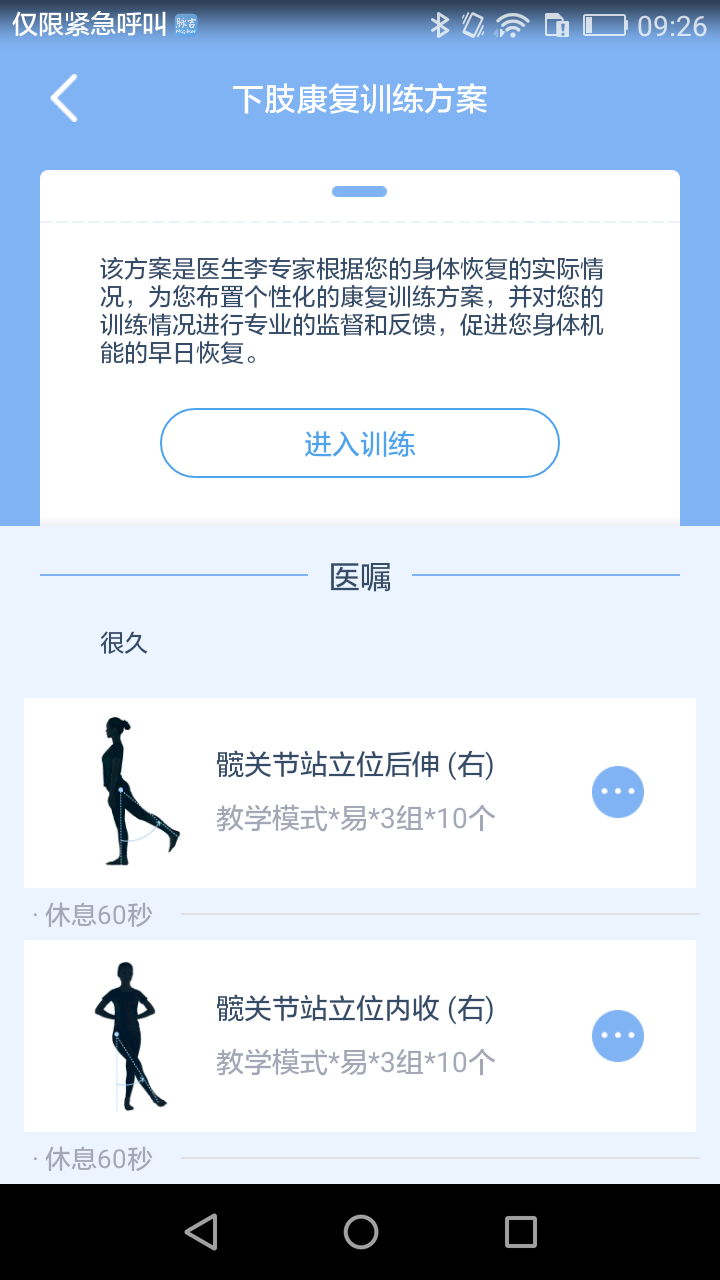 仅限紧急呼叫
09:26
下肢康复训练方案
该方案是医生李专家根据您的身体恢复的实际情
况，为您布置个性化的康复训练方案，并对您的
训练情况进行专业的监督和反馈，促进您身体机
能的早日恢复。
进入训练
医嘱
很久
髋关节站立位后伸 (右)
教学模式*易*3组*10个
· 休息60秒
髋关节站立位内收 (右)
教学模式*易*3组*10个
· 休息60秒